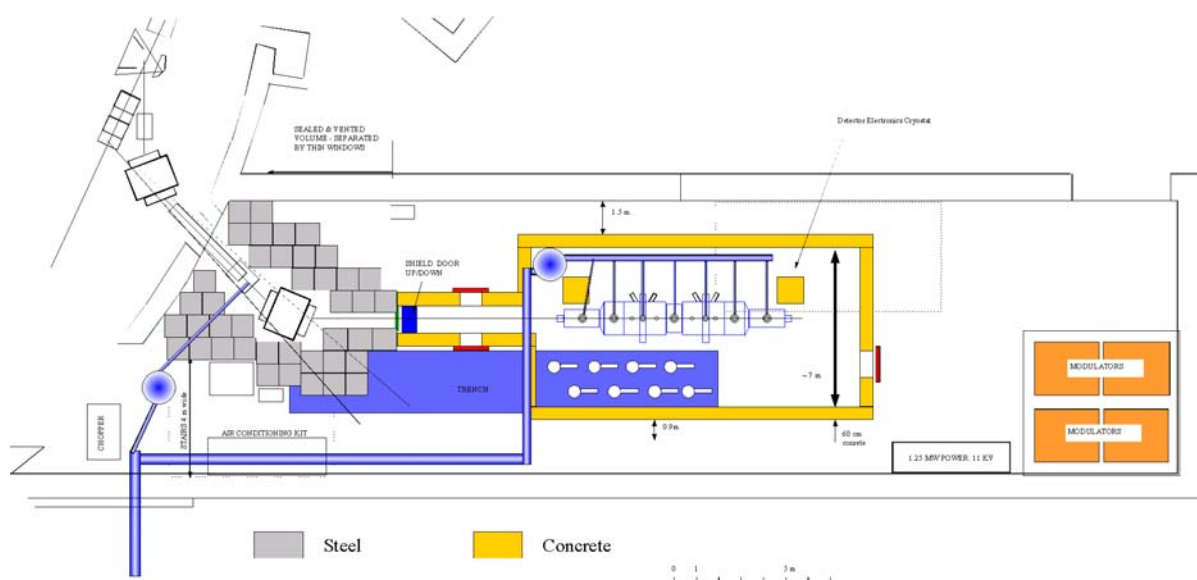 SEALED & VENTED
VOLUME - SEPARATED
BY THIN WINDOWS
Detector Electronics Cryostat
1.5 m
SHIELD DOOR
UP/DOWN
~7 m
MODULATORS
TRENCH
STAIRS 4 m wide
CHOPPER
AIR CONDITIONING KIT
0.9m
60 cm
concrete
MODULATORS
1.25 MW POWER: 11 KV
Steel
Concrete
0 1 5 m